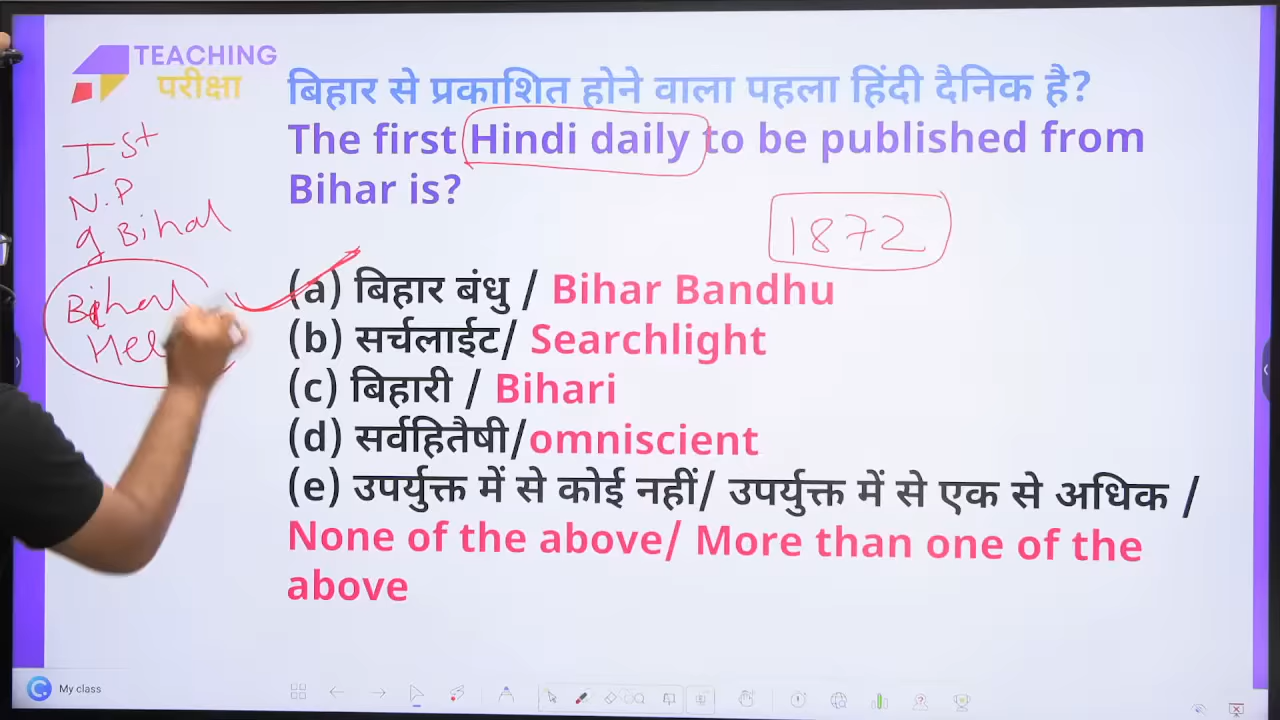 TEACHING
परीक्षा
बिहार से प्रकाशित होने वाला पहला हिंदी दैनिक है?
The first Hindi daily to be published from
Bihar is?
Ist
N.P
g Bihar
Bihar
1872
(a) बिहार बंधु / Bihar Bandhu
(b) सर्चलाईट/ Searchlight
(c) बिहारी / Bihari
(d) सर्वहितैषी/omniscient
(e) उपर्युक्त में से कोई नहीं/ उपर्युक्त में से एक से अधिक /
None of the above/ More than one of the
above
My class